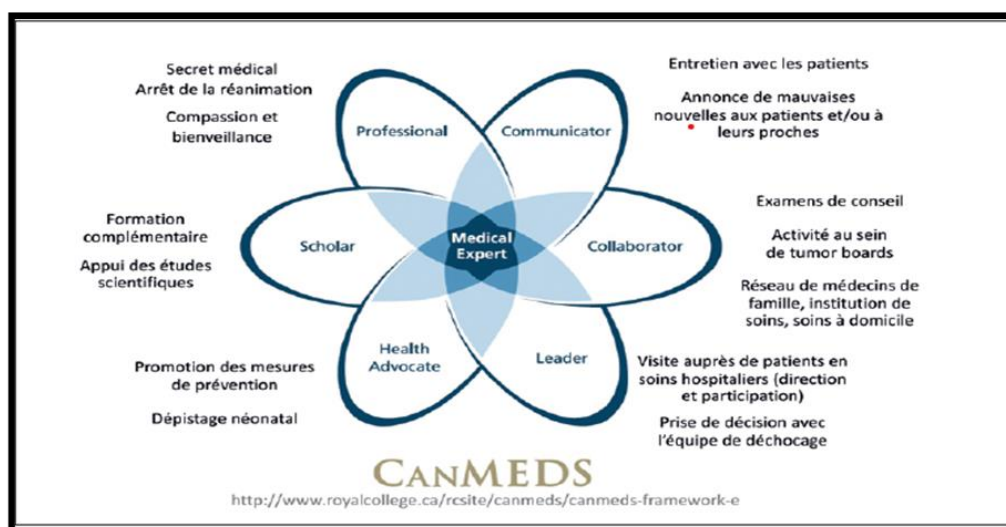 Secret médical
Arrêt de la réanimation
Compassion et
bienveillance
Professional
Communicator
Entretien avec les patients
Annonce de mauvaises
nouvelles aux patients et/ou à
leurs proches
Formation
complémentaire
Appui des études
scientifiques
Scholar
Medical
Expert
Collaborator
Examens de conseil
Activité au sein
de tumor boards
Réseau de médecins de
famille, institution de
soins, soins à domicile
Promotion des mesures
de prévention
Dépistage néonatal
Health
Advocate
Leader
Visite auprès de patients en
soins hospitaliers (direction
et participation)
Prise de décision avec
l'équipe de déchocage
CANMEDS
http://www.royalcollege.ca/rcsite/canmeds/canmeds-framework-e